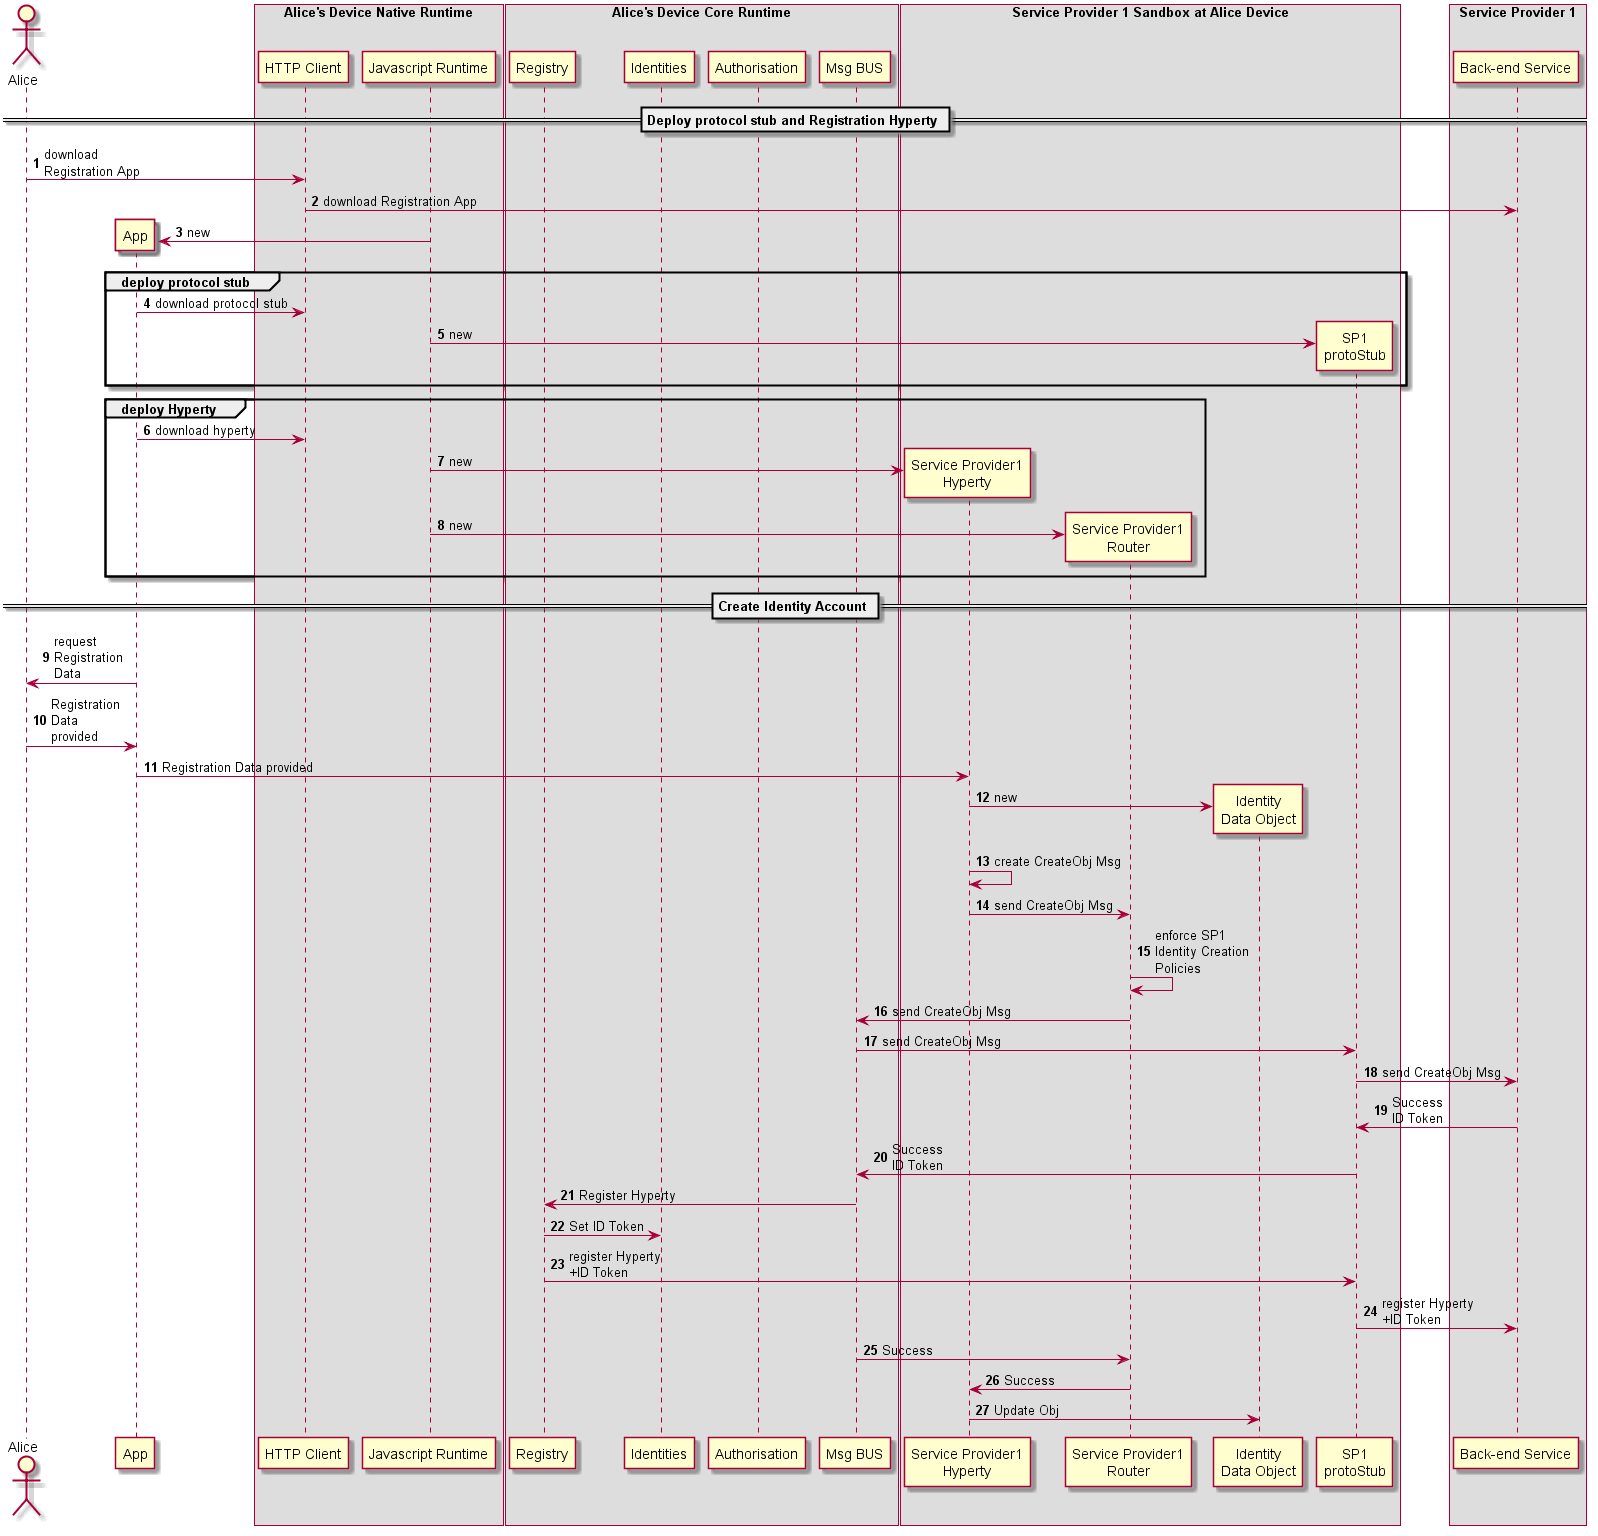 Alice's Device Native Runtime
Alice's Device Core Runtime
Service Provider 1 Sandbox at Alice Device
Service Provider 1
Alice
HTTP Client
Javascript Runtime
Registry
Identities
Authorisation
Msg BUS
Back-end Service
Deploy protocol stub and Registration Hyperty
1 download
Registration App
2 download Registration App
App
3 new
deploy protocol stub
4 download protocol stub
5 new
SP1
protoStub
deploy Hyperty
6 download hyperty
7 new
Service Provider1
Hyperty
8 new
Service Provider1
Router
Create Identity Account
request
9 Registration
Data
Registration
10 Data
provided
11 Registration Data provided
12 new
Identity
Data Object
13 create CreateObj Msg
14 send CreateObj Msg
enforce SP1
15 Identity Creation
Policies
16 send CreateObj Msg
17 send CreateObj Msg
18 send CreateObj Msg
19 Success
ID Token
20 Success
ID Token
21 Register Hyperty
22 Set ID Token
23 register Hyperty
+ID Token
24 register Hyperty
+ID Token
25 Success
26 Success
27 Update Obj
Alice
App
HTTP Client
Javascript Runtime
Registry
Identities
Authorisation
Msg BUS
Service Provider1
Hyperty
Service Provider1
Router
Identity
Data Object
SP1
protoStub
Back-end Service